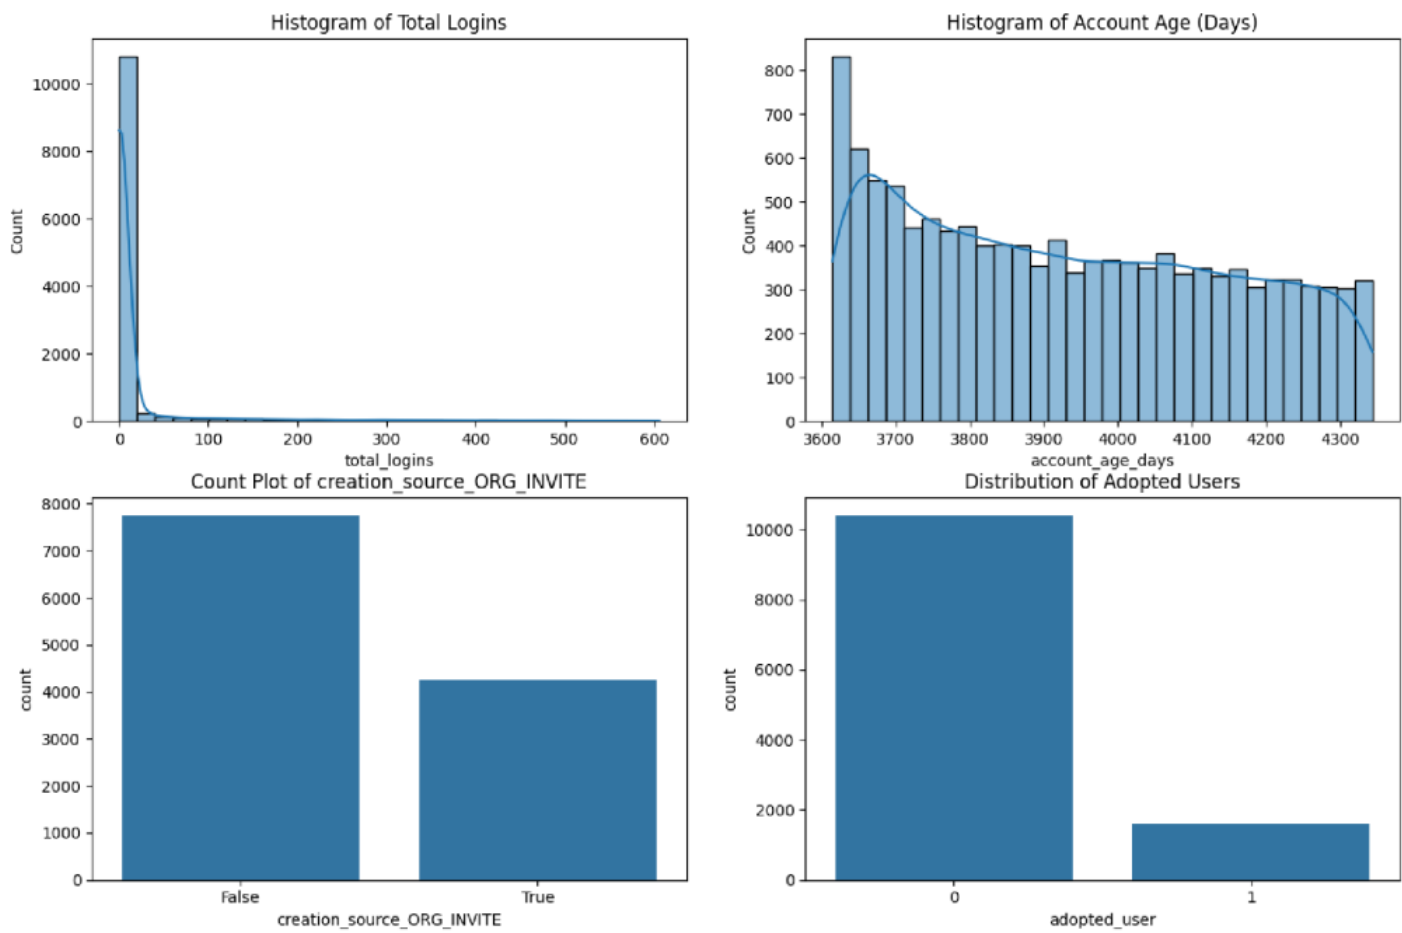 Histogram of Total Logins
10000
8000
6000
4000
2000
0
Count
0 100 200 300 400 500 600
total_logins
Histogram of Account Age (Days)
800
700
600
500
400
300
200
100
0
Count
3600 3700 3800 3900 4000 4100 4200 4300
account_age_days
Count Plot of creation_source_ORG_INVITE
8000
7000
6000
5000
4000
3000
2000
1000
0
count
False True
creation_source_ORG_INVITE
Distribution of Adopted Users
10000
8000
6000
4000
2000
0
count
0 1
adopted_user